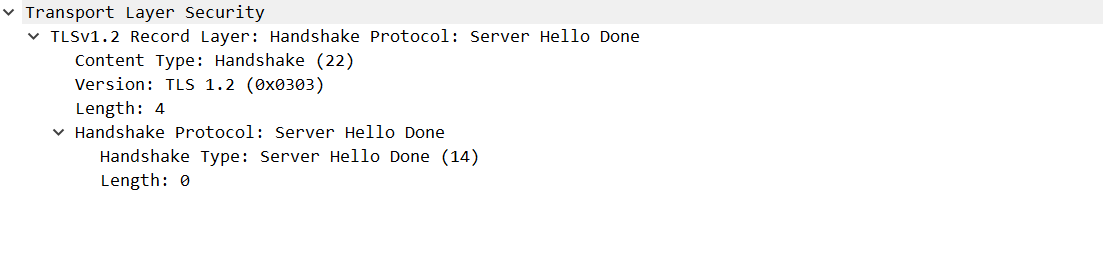 Transport Layer Security
TLSv1.2 Record Layer: Handshake Protocol: Server Hello Done
Content Type: Handshake (22)
Version: TLS 1.2 (0x0303)
Length: 4
Handshake Protocol: Server Hello Done
Handshake Type: Server Hello Done (14)
Length: 0